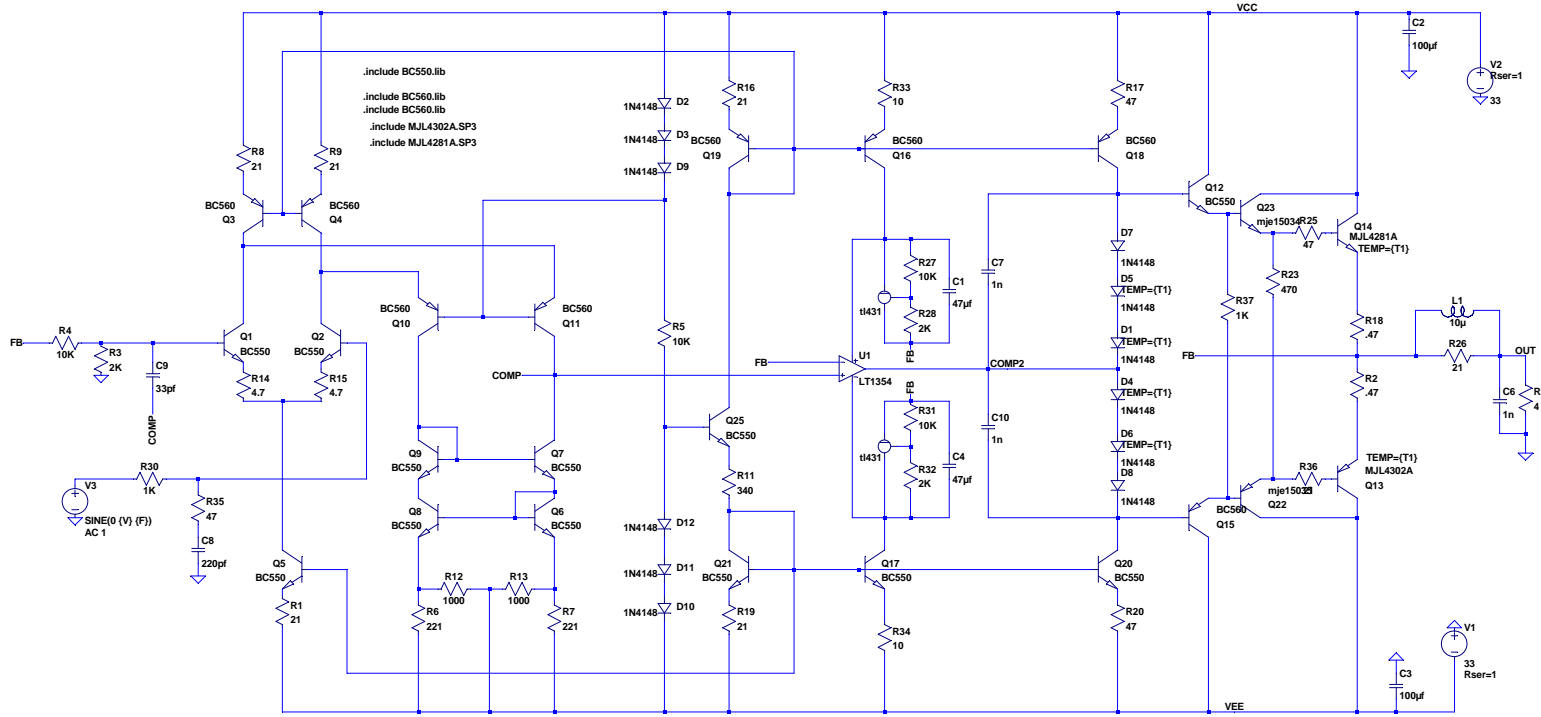 VCC
C2
100µf
V2
Rser=1
33
.include BC550.lib
.include BC560.lib
.include BC560.lib
.include MJL4302A.SP3
.include MJL4281A.SP3
R8
21
R9
21
BC560
Q3
BC560
Q4
D2
1N4148
D3
1N4148
D9
1N4148
R16
21
BC560
Q19
R33
10
BC560
Q16
R17
47
BC560
Q18
Q12
BC550
Q23
mje15034
R25
47
Q14
MJL4281A
TEMP={T1}
FB
R4
10K
R3
2K
C9
33pf
COMP
Q1
BC550
Q2
BC550
R14
4.7
R15
4.7
BC560
Q10
BC560
Q11
R5
10K
COMP
R27
10K
R28
2K
tl431
C1
47µf
FB
C7
1n
D7
1N4148
D5
TEMP={T1}
1N4148
D1
TEMP={T1}
1N4148
R37
1K
R23
470
R18
.47
L1
10µ
FB
U1
LT1354
COMP2
FB
R26
21
OUT
R
4
C6
1n
R2
.47
FB
R31
10K
R32
2K
tl431
C4
47µf
C10
1n
D4
TEMP={T1}
1N4148
D6
TEMP={T1}
1N4148
D8
1N4148
Q9
BC550
Q7
BC550
Q8
BC550
Q6
BC550
Q25
BC550
R11
340
TEMP={T1}
MJL4302A
Q13
R36
Q22
BC560
Q15
V3
SINE(0 {V} {F})
AC 1
R30
1K
R35
47
C8
220pf
Q5
BC550
R1
21
R12
1000
R13
1000
R6
221
R7
221
D12
1N4148
D11
1N4148
D10
1N4148
Q21
BC550
R19
21
Q17
BC550
R34
10
Q20
BC550
R20
47
V1
33
Rser=1
C3
100µf
VEE